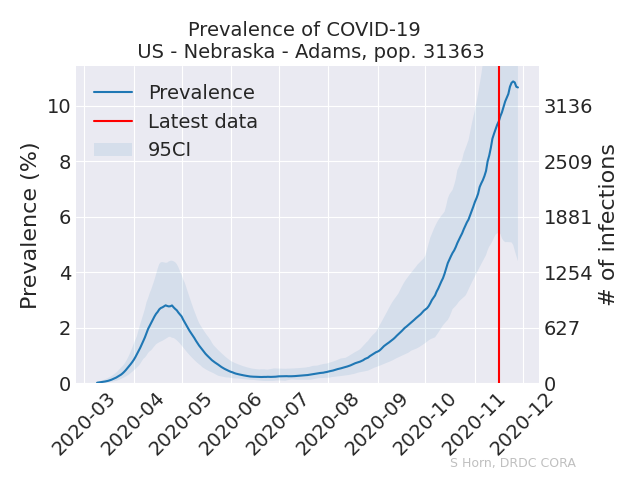 Prevalence of COVID-19
US - Nebraska - Adams, pop. 31363
Prevalence
Latest data
95CI
Prevalence (%)
10
8
6
4
2
0
3136
2509
1881
1254
627
0
# of infections
2020-03
2020-04
2020-05
2020-06
2020-07
2020-08
2020-09
2020-10
2020-11
2020-12
S Horn, DRDC CORA